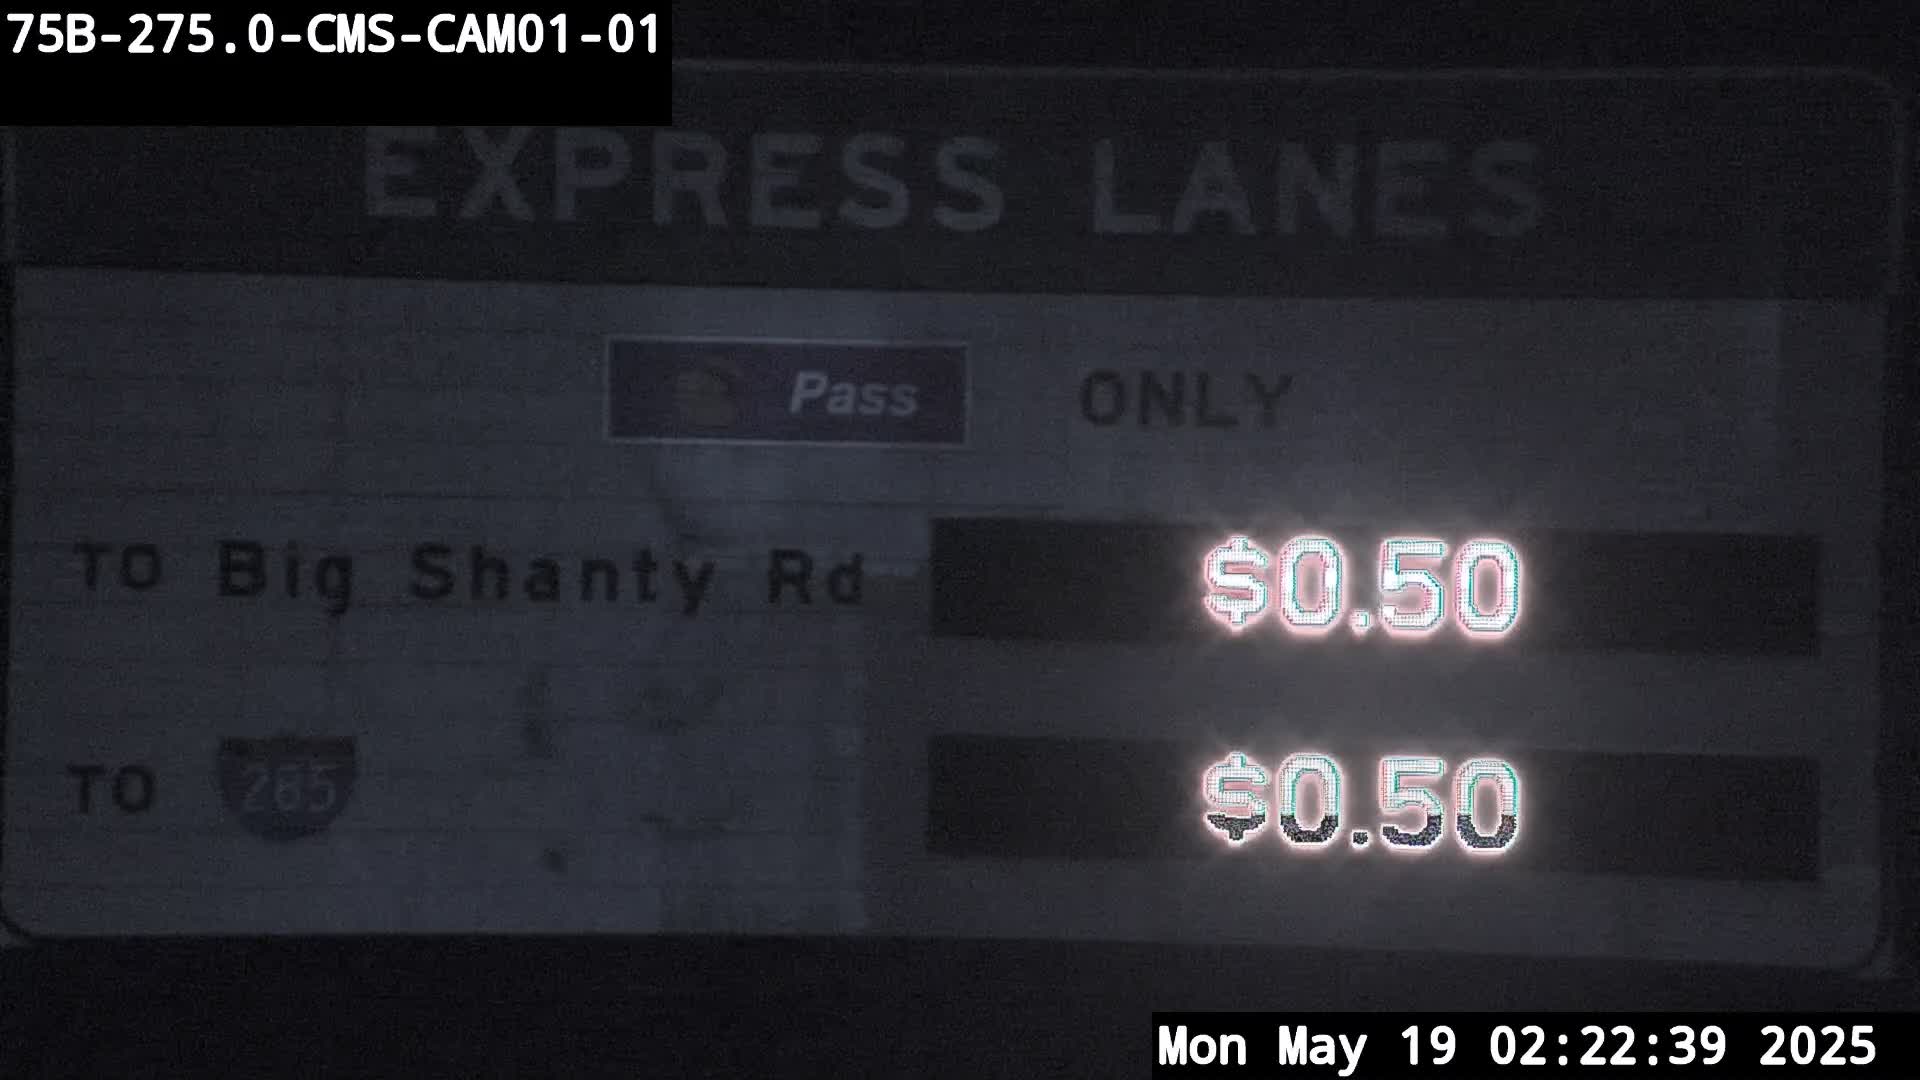 75B-275.0-CMS-CAM01-01
EXPRESS LANES
Pass ONLY
TO Big Shanty Rd $0.50
TO 285 $0.50
Mon May 19 02:22:39 2025